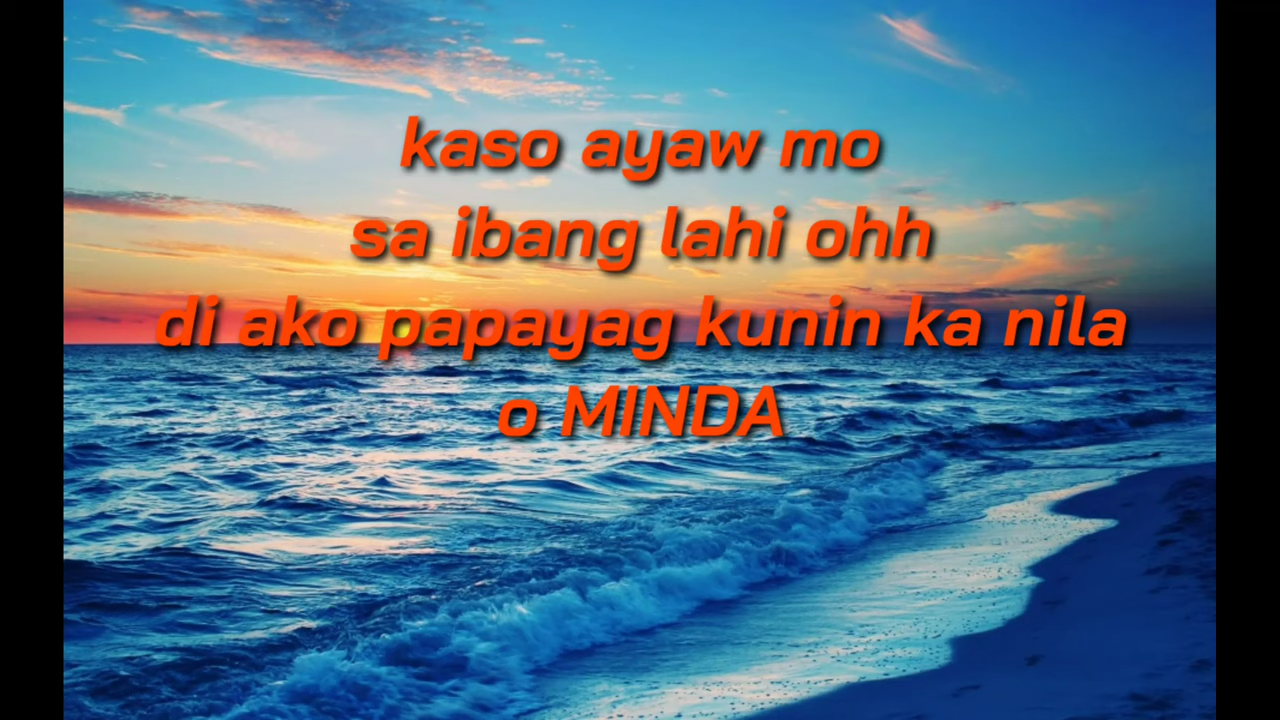 kaso ayaw mo
sa ibang lahi ohh
di ako papayag kunin ka nila
o MINDA